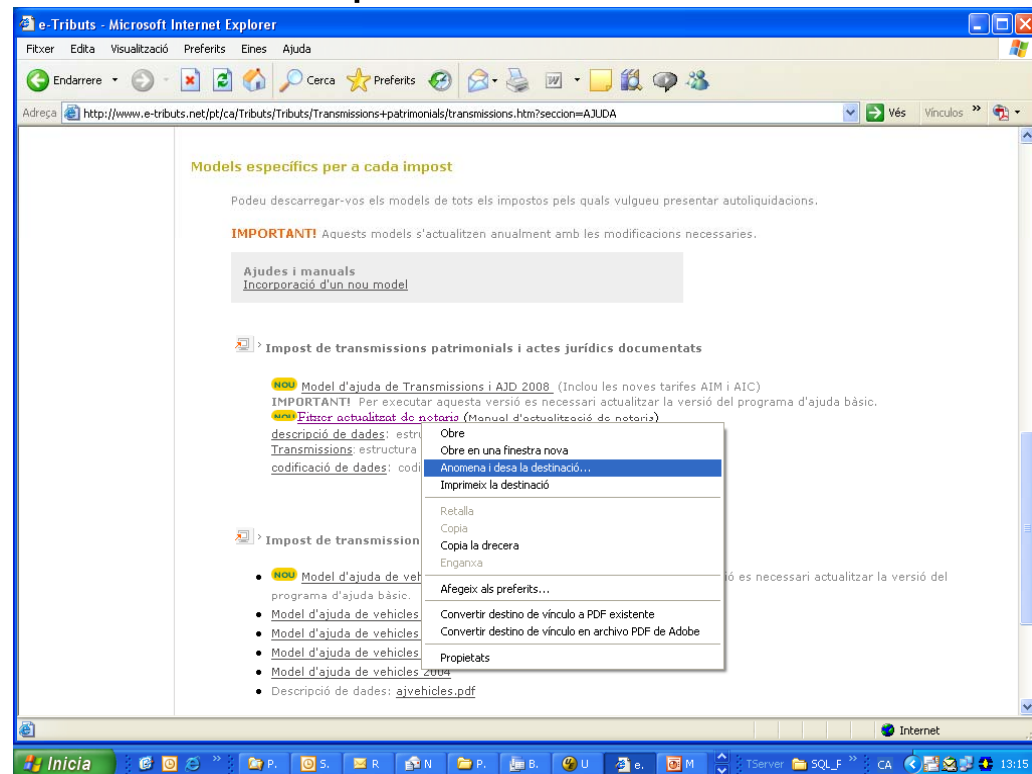 e-Tributs - Microsoft Internet Explorer
Fitxer Edita Visualització Preferits Eines Ajuda
Endarrere Cerca Preferits
Adreça http://www.e-tributs.net/pt/ca/Tributs/Tributs/Transmissions+patrimonials/transmissions.htm?seccion=AJUDA Vés Vínculos »
Models específics per a cada impost
Podeu descarregar-vos els models de tots els impostos pels quals vulgueu presentar autoliquidacions.
IMPORTANT! Aquests models s'actualitzen anualment amb les modificacions necessaries.
Ajudes i manuals
Incorporació d'un nou model
> Impost de transmissions patrimonials i actes jurídics documentats
NOU Model d'ajuda de Transmissions i AJD 2008 (Inclou les noves tarifes AIM i AIC)
IMPORTANT! Per executar aquesta versió es necessari actualitzar la versió del programa d'ajuda bàsic.
NOU Fitxer actualitzat de notaris (Manual d'actualització de notaris)
descripció de dades: estru
Transmissions: estructura
codificació de dades: codi
Obre
Obre en una finestra nova
Anomena i desa la destinació...
Imprimeix la destinació
Retalla
Copia
Copia la drecera
Enganxa
Afegeix als preferits...
Convertir destino de vínculo a PDF existente
Convertir destino de vínculo en archivo PDF de Adobe
Propietats
> Impost de transmission
• NOU Model d'ajuda de veh ió es necessari actualitzar la versió del
programa d'ajuda bàsic.
• Model d'ajuda de vehicles
• Model d'ajuda de vehicles
• Model d'ajuda de vehicles
• Model d'ajuda de vehicles 2004
• Descripció de dades: ajvehicles.pdf
Internet
Inicia » P. S. R N P. B. U e. M TServer SQL_F » CA 13:15